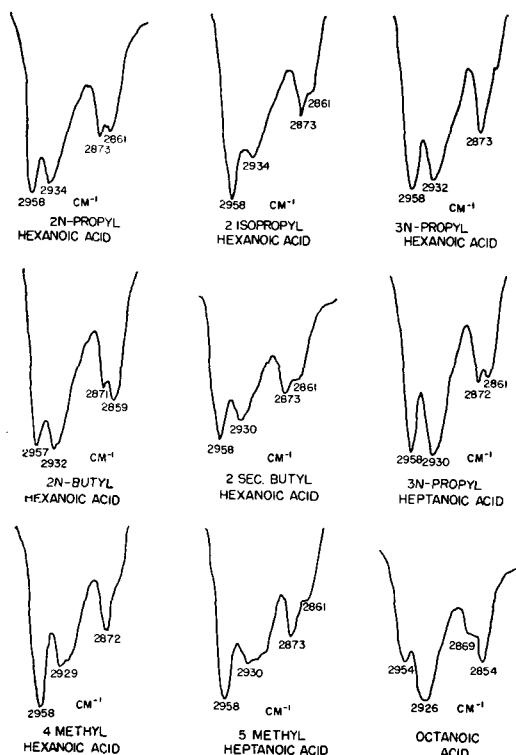 2958
2934
2873
2861
CM⁻¹
2N-PROPYL
HEXANOIC ACID
2958
2934
2873
2861
CM⁻¹
2 ISOPROPYL
HEXANOIC ACID
2958
2932
2873
CM⁻¹
3N-PROPYL
HEXANOIC ACID
2957
2932
2871
2859
CM⁻¹
2N-BUTYL
HEXANOIC ACID
2958
2930
2873
2861
CM⁻¹
2 SEC. BUTYL
HEXANOIC ACID
2958
2930
2872
2861
CM⁻¹
3N-PROPYL
HEPTANOIC ACID
2958
2929
2872
CM⁻¹
4 METHYL
HEXANOIC ACID
2958
2930
2873
2861
CM⁻¹
5 METHYL
HEPTANOIC ACID
2954
2926
2869
2854
CM⁻¹
OCTANOIC
ACID